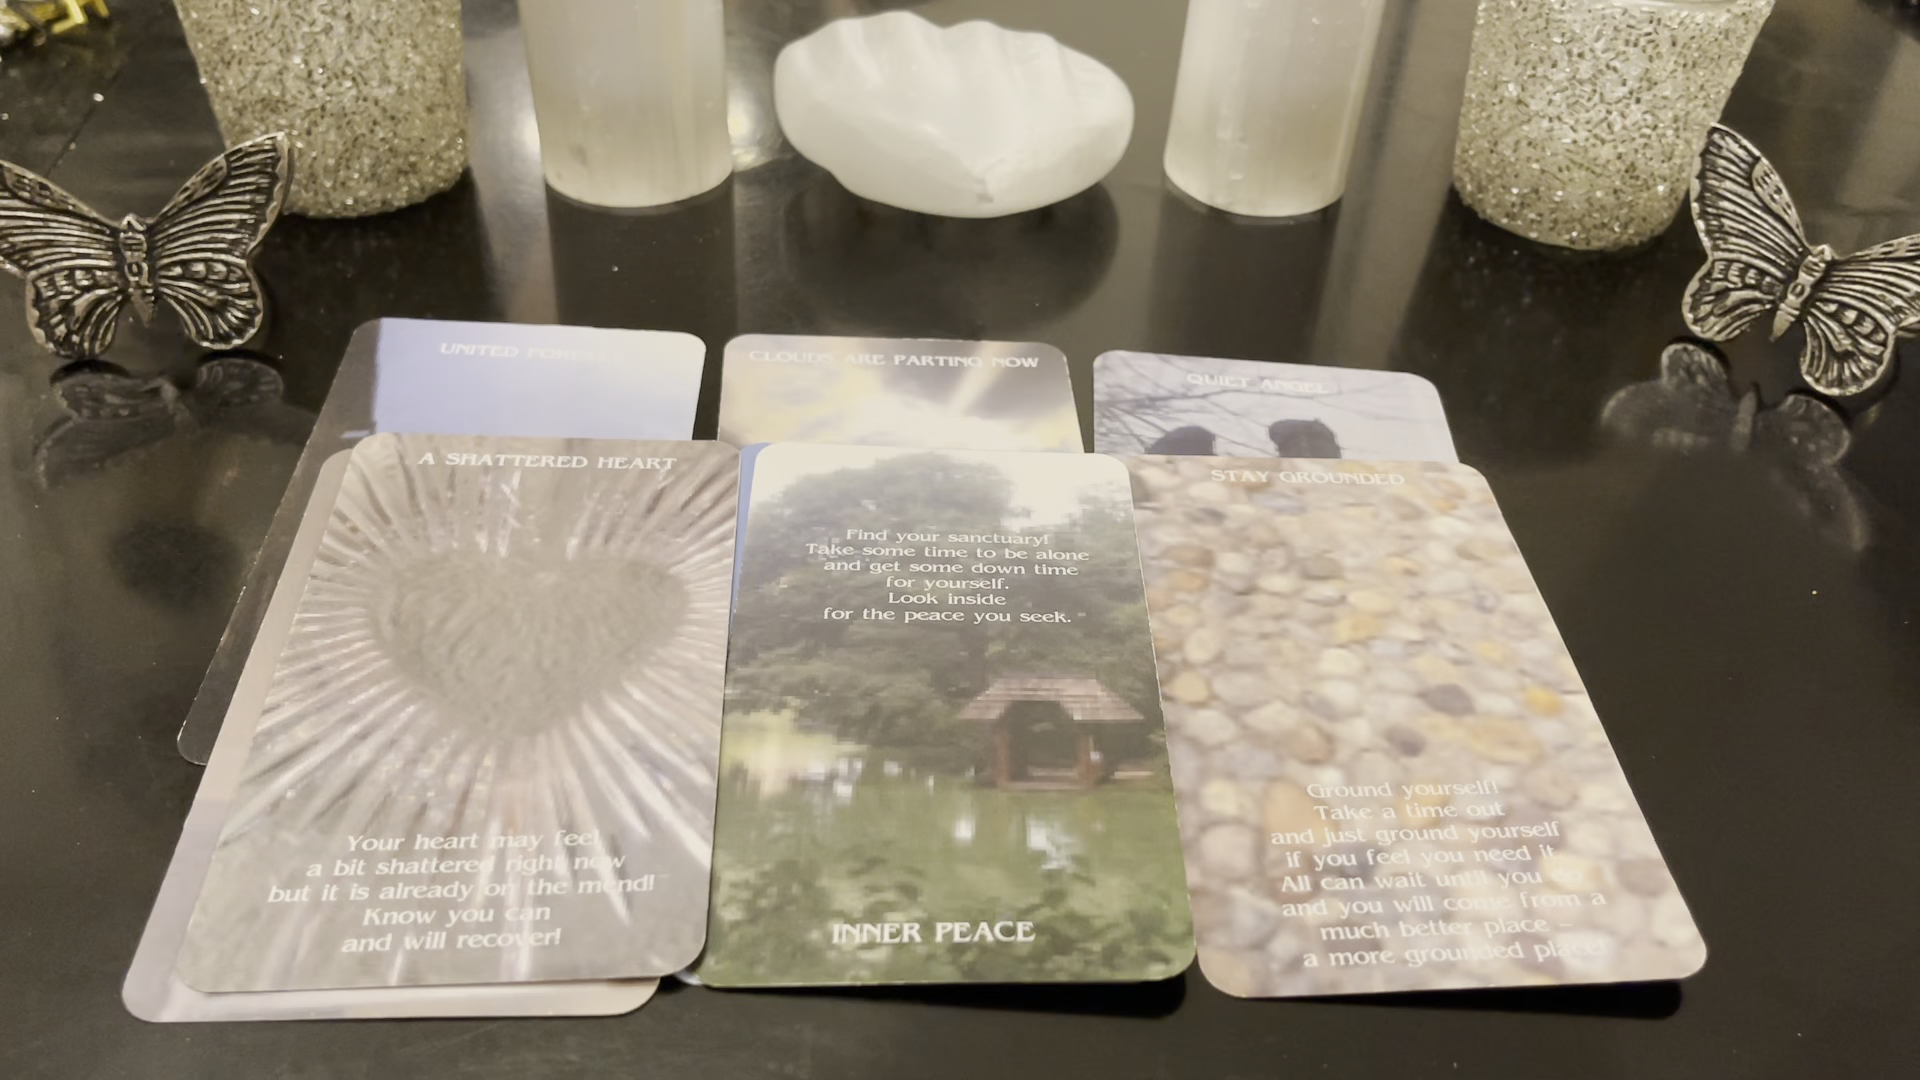 UNITED FOREVER
CLOUDS ARE PARTING NOW
QUIET ANGEL
A SHATTERED HEART
Your heart may feel
a bit shattered right now
but it is already on the mend!
Know you can
and will recover!
Find your sanctuary!
Take some time to be alone
and get some down time
for yourself.
Look inside
for the peace you seek.
INNER PEACE
STAY GROUNDED
Ground yourself!
Take a time out
and just ground yourself
if you feel you need it.
All can wait until you do
and you will come from a
much better place –
a more grounded place!